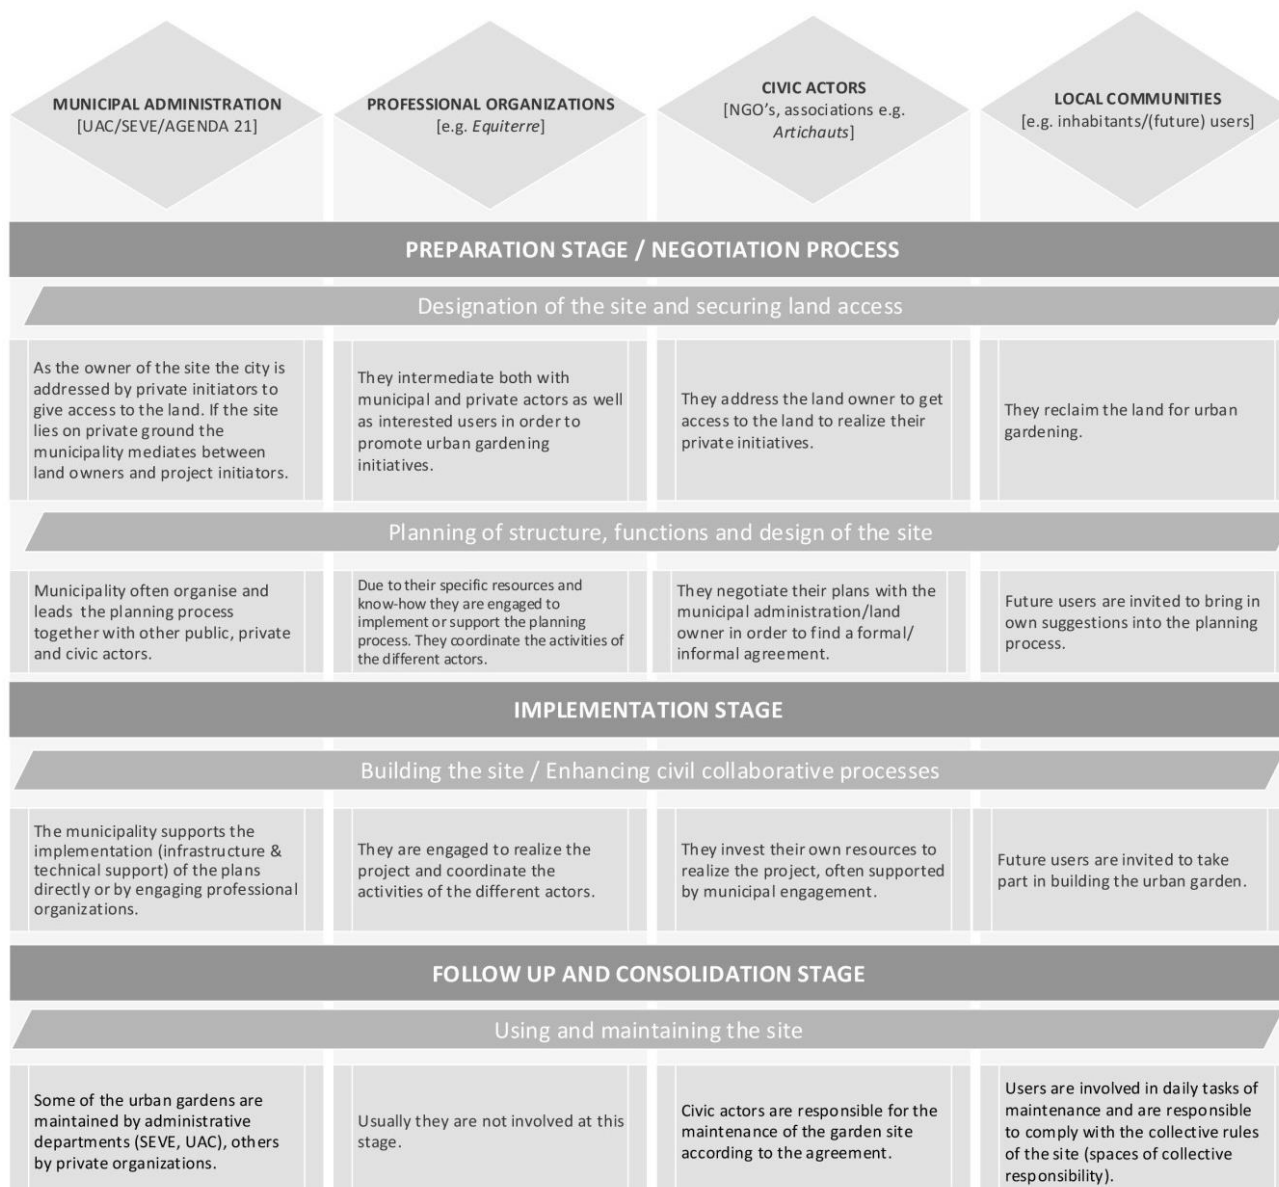 MUNICIPAL ADMINISTRATION
[UAC/SEVE/AGENDA 21]
PROFESSIONAL ORGANIZATIONS
[e.g. Equiterre]
CIVIC ACTORS
[NGO's, associations e.g.
Artichauts]
LOCAL COMMUNITIES
[e.g. inhabitants/(future) users]
PREPARATION STAGE / NEGOTIATION PROCESS
Designation of the site and securing land access
As the owner of the site the city is
addressed by private initiators to
give access to the land. If the site
lies on private ground the
municipality mediates between
land owners and project initiators.
They intermediate both with
municipal and private actors as well
as interested users in order to
promote urban gardening
initiatives.
They address the land owner to get
access to the land to realize their
private initiatives.
They reclaim the land for urban
gardening.
Planning of structure, functions and design of the site
Municipality often organise and
leads the planning process
together with other public, private
and civic actors.
Due to their specific resources and
know-how they are engaged to
implement or support the planning
process. They coordinate the activities of
the different actors.
They negotiate their plans with the
municipal administration/land
owner in order to find a formal/
informal agreement.
Future users are invited to bring in
own suggestions into the planning
process.
IMPLEMENTATION STAGE
Building the site / Enhancing civil collaborative processes
The municipality supports the
implementation (infrastructure &
technical support) of the plans
directly or by engaging professional
organizations.
They are engaged to realize the
project and coordinate the
activities of the different actors.
They invest their own resources to
realize the project, often supported
by municipal engagement.
Future users are invited to take
part in building the urban garden.
FOLLOW UP AND CONSOLIDATION STAGE
Using and maintaining the site
Some of the urban gardens are
maintained by administrative
departments (SEVE, UAC), others
by private organizations.
Usually they are not involved at this
stage.
Civic actors are responsible for the
maintenance of the garden site
according to the agreement.
Users are involved in daily tasks of
maintenance and are responsible
to comply with the collective rules
of the site (spaces of collective
responsibility).